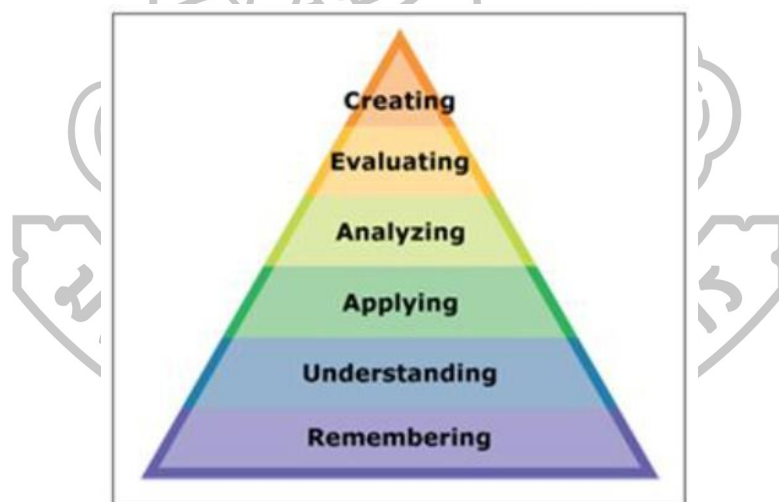 Creating
Evaluating
Analyzing
Applying
Understanding
Remembering